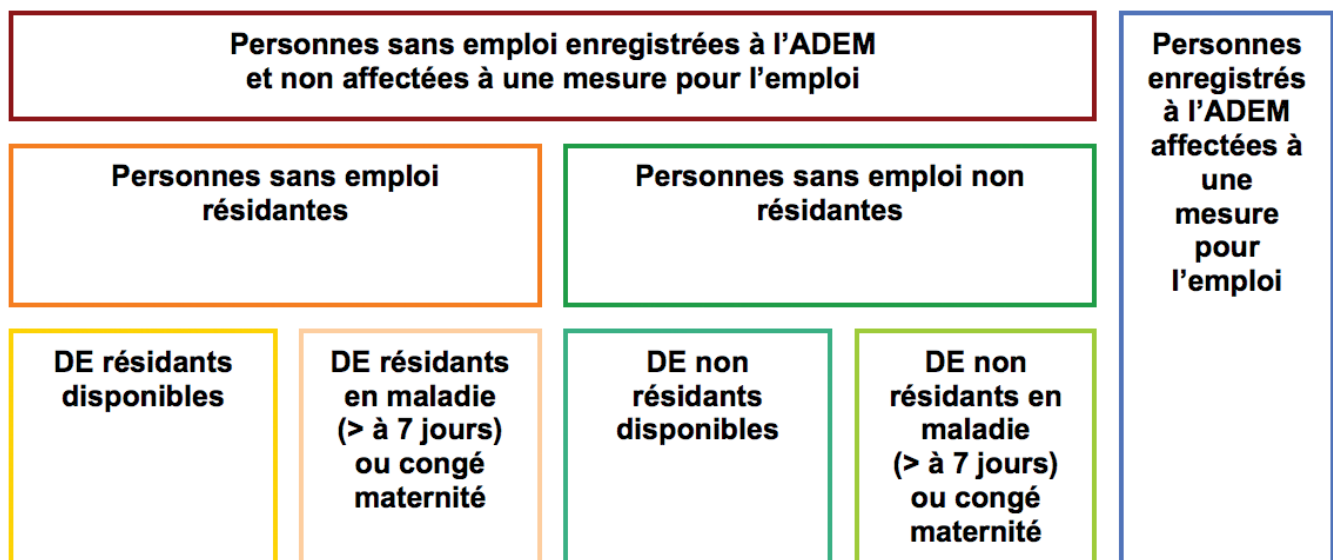 Personnes sans emploi enregistrées à l'ADEM
et non affectées à une mesure pour l'emploi
Personnes
enregistrés
à l'ADEM
affectées à
une
mesure
pour
l'emploi
Personnes sans emploi
résidantes
Personnes sans emploi non
résidantes
DE résidants
disponibles
DE résidants
en maladie
(> à 7 jours)
ou congé
maternité
DE non
résidants
disponibles
DE non
résidants en
maladie
(> à 7 jours)
ou congé
maternité